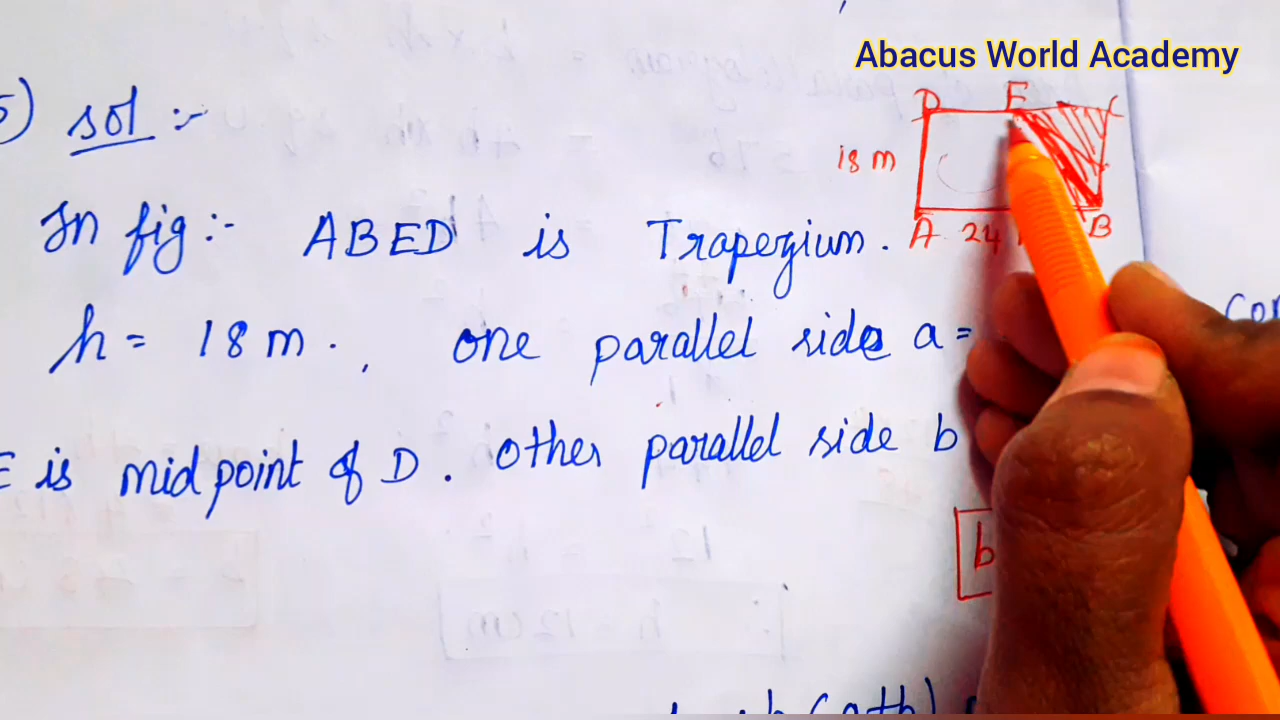 Abacus World Academy
5) sol :-
D E C
18 m
A 24 B
In fig :- ABED is Trapezium.
h = 18 m. , one parallel side a =
E is midpoint of D. other parallel side b
b